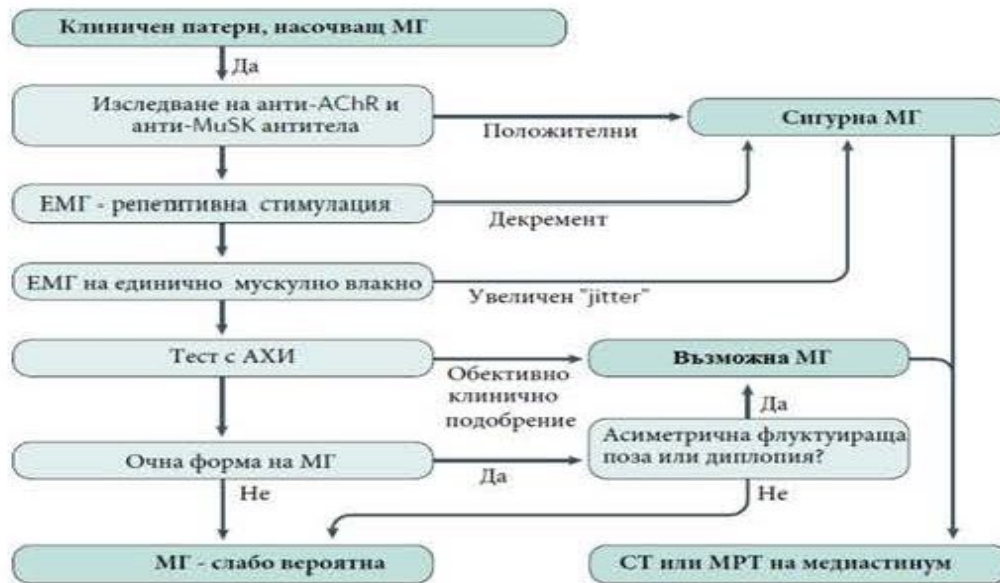 Клиничен патерн, насочващ МГ
Да
Изследване на анти-AChR и
анти-MuSK антитела
Положителни
Сигурна МГ
ЕМГ - репетитивна стимулация
Декремент
ЕМГ на единично мускулно влакно
Увеличен "jitter"
Тест с АХИ
Обективно
клинично
подобрение
Възможна МГ
Да
Асиметрична флуктуираща
поза или диплопия?
Очна форма на МГ
Да
Не
Не
МГ - слабо вероятна
СТ или МРТ на медиастинум